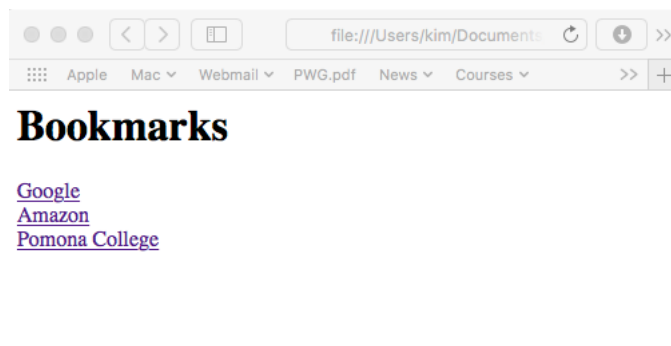 file:///Users/kim/Documents
Apple Mac Webmail PWG.pdf News Courses >>
Bookmarks
Google
Amazon
Pomona College